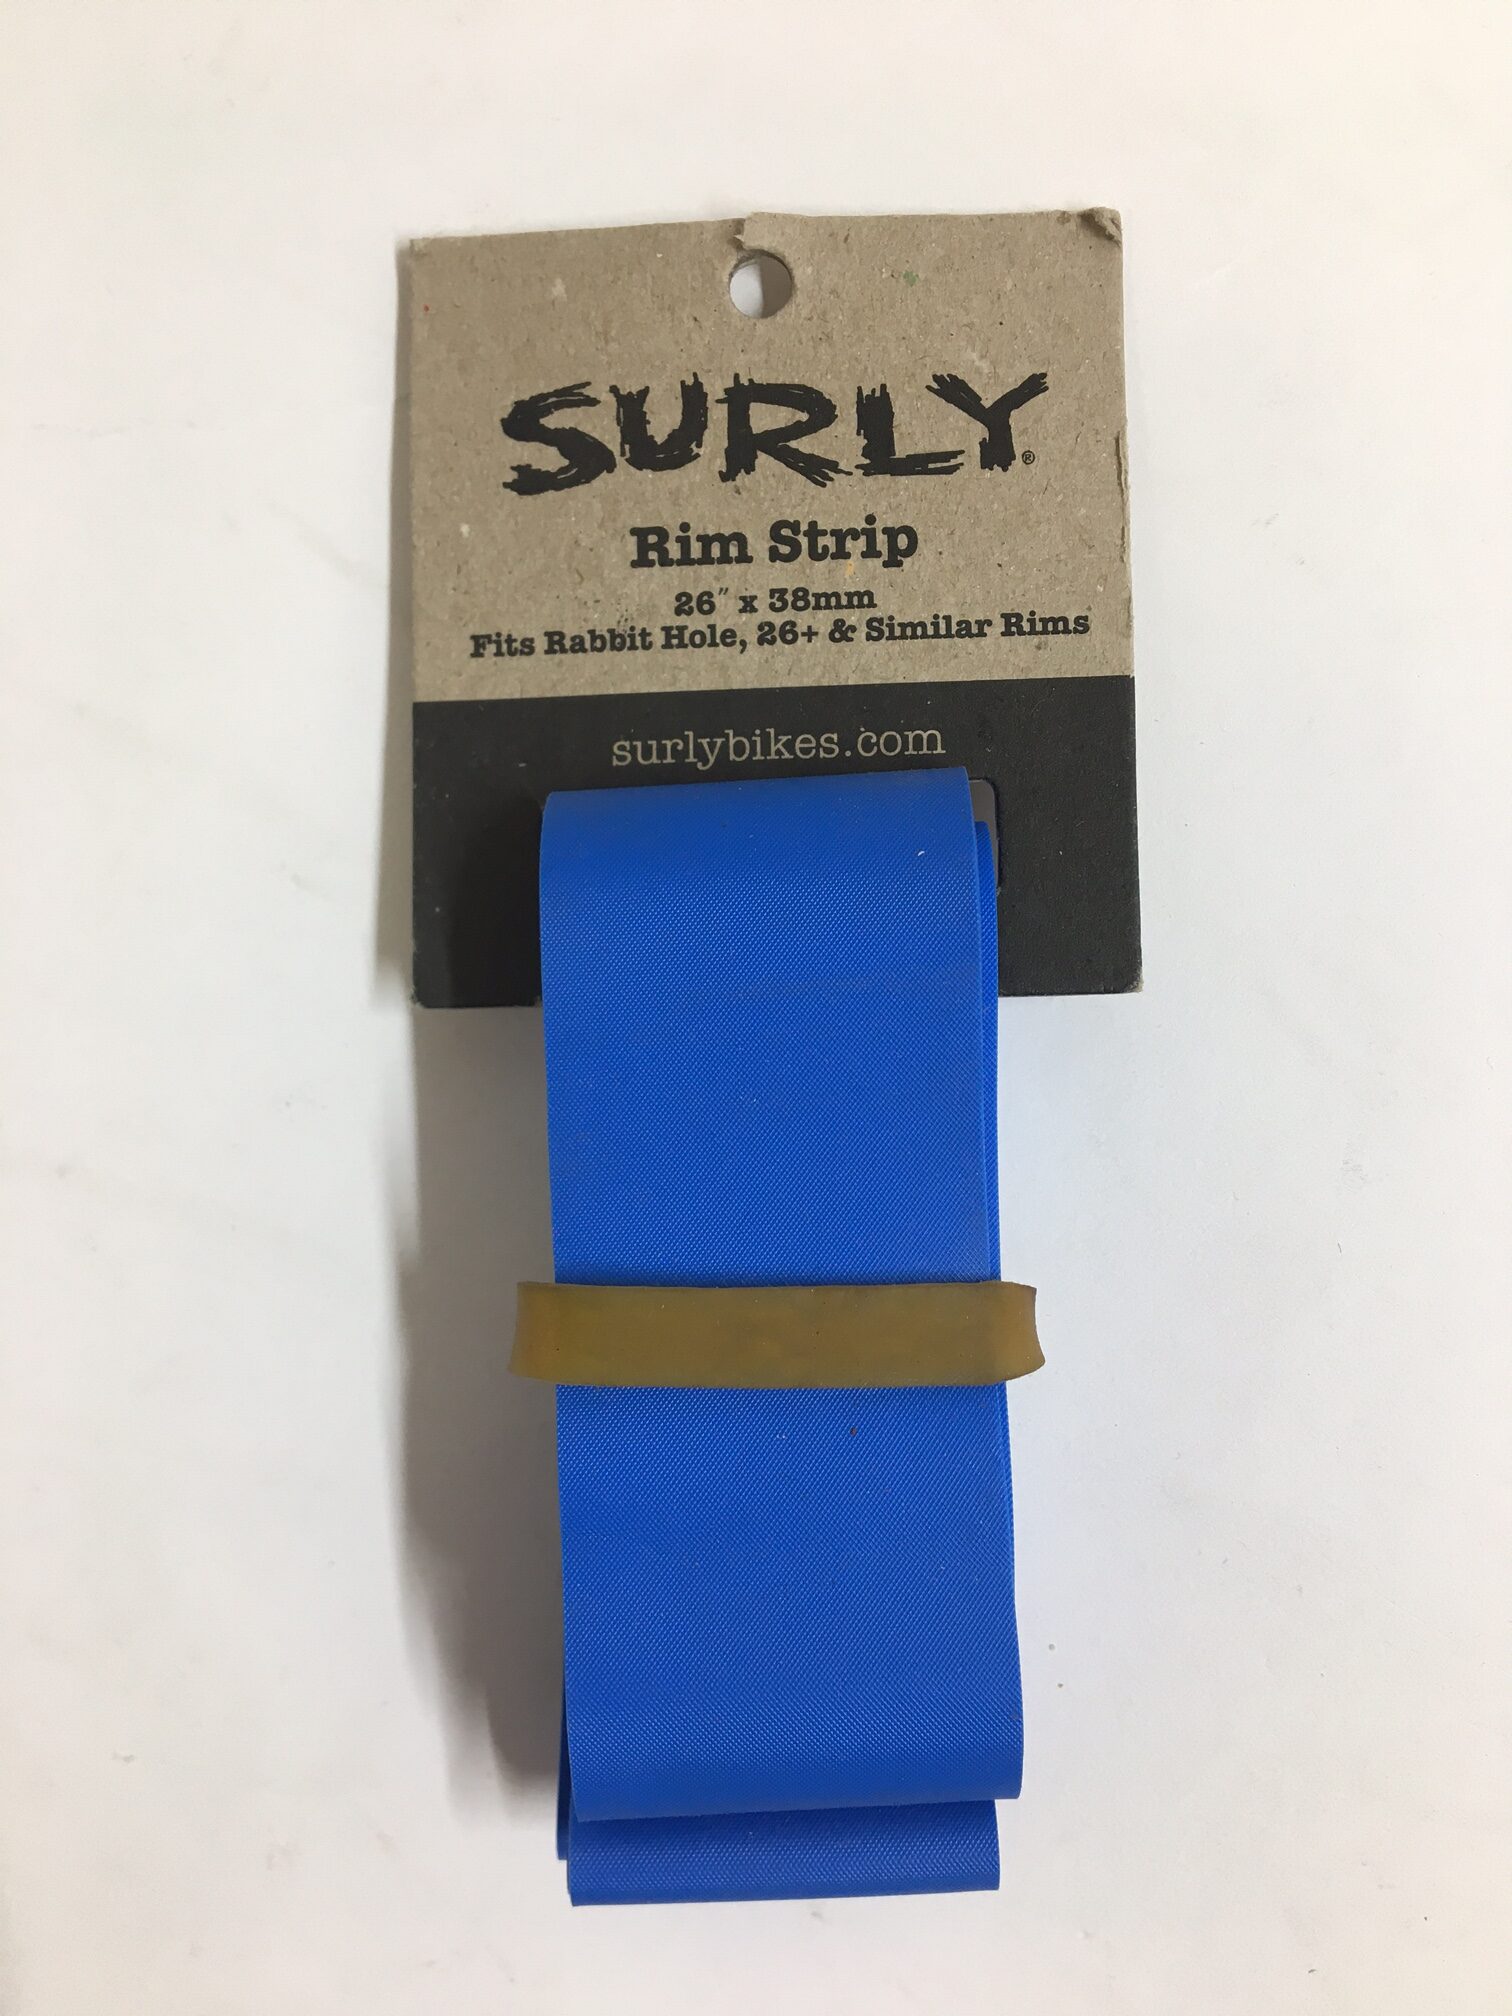 SURLY®
Rim Strip
26″ x 38mm
Fits Rabbit Hole, 26+ & Similar Rims
surlybikes.com